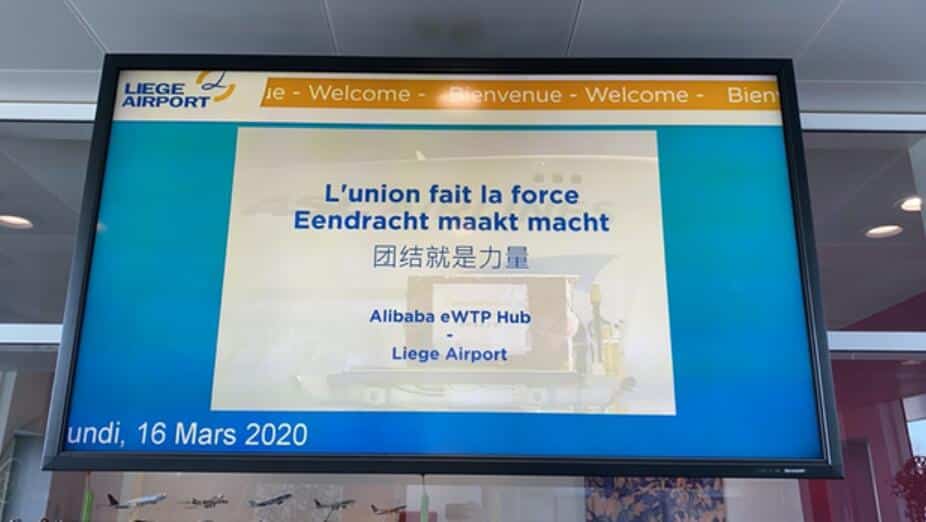 LIEGE
AIRPORT
ue - Welcome - Bienvenue - Welcome - Bien
L'union fait la force
Eendracht maakt macht
团结就是力量
Alibaba eWTP Hub
-
Liege Airport
undi, 16 Mars 2020
SHARP